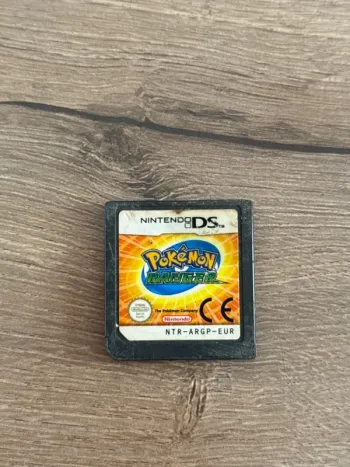 NINTENDO DS
POKéMON
RANGER
The Pokémon Company
Nintendo
CE
NTR-ARGP-EUR